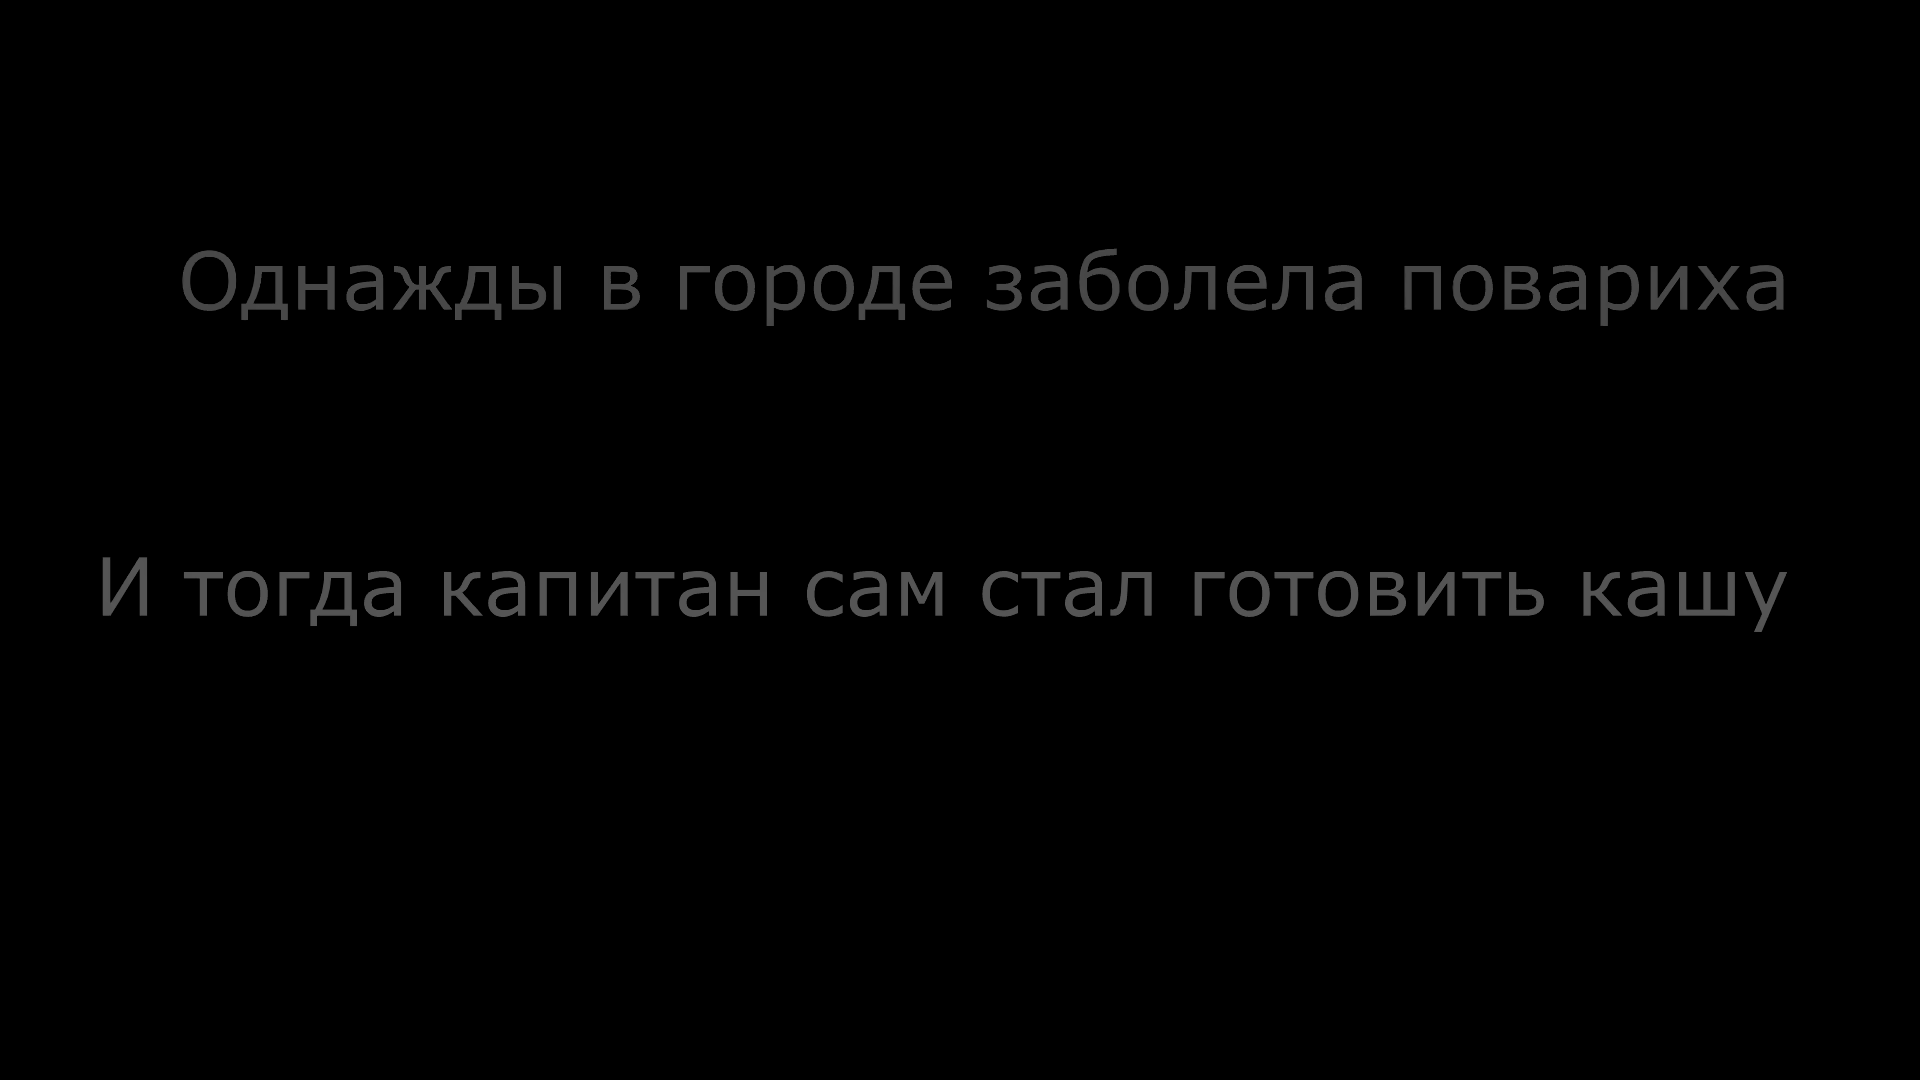 Однажды в городе заболела повариха
И тогда капитан сам стал готовить кашу